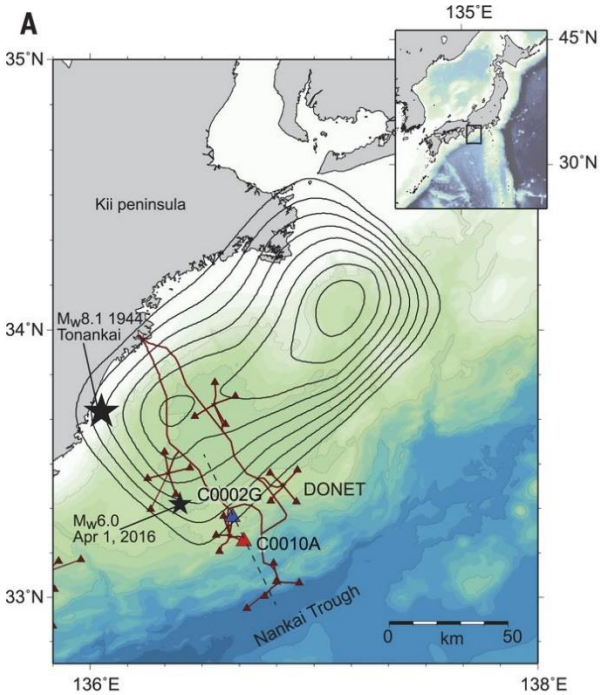 A
135°E
45°N
30°N
35°N
34°N
33°N
Kii peninsula
Mw8.1 1944
Tonankai
C0002G
DONET
Mw6.0
Apr 1, 2016
C0010A
Nankai Trough
0 km 50
136°E
138°E